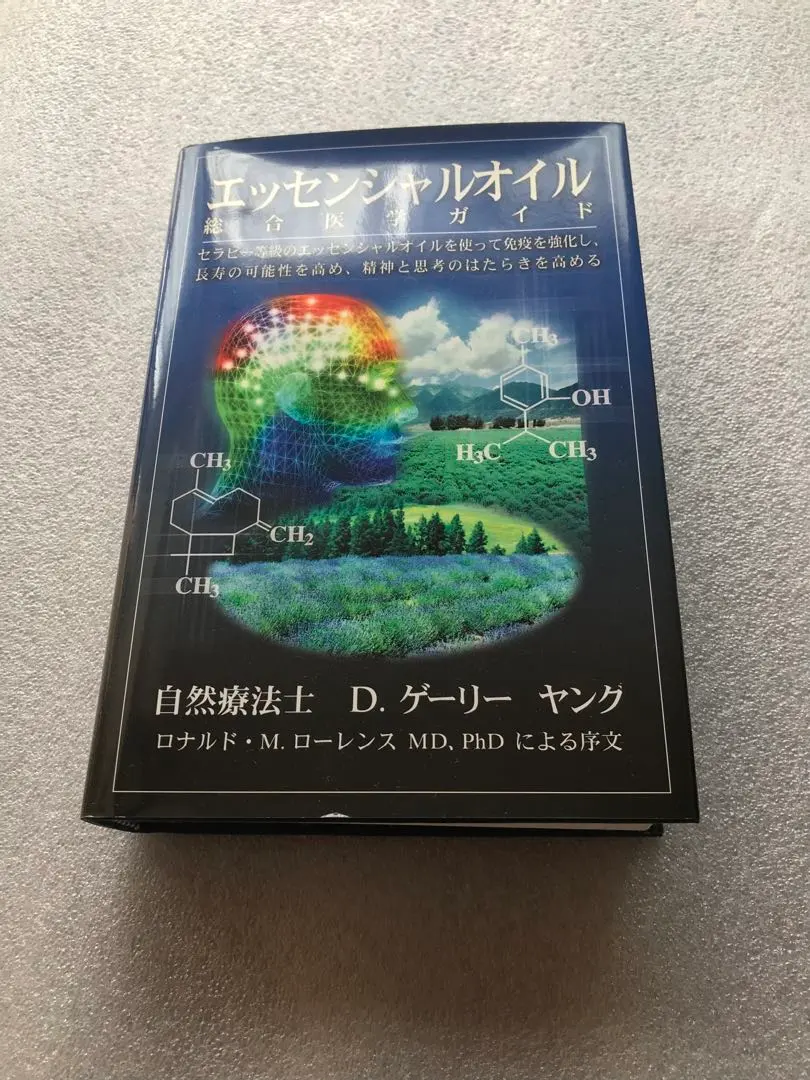 エッセンシャルオイル
総合医学ガイド
セラピー等級のエッセンシャルオイルを使って免疫を強化し、
長寿の可能性を高め、精神と思考のはたらきを高める
CH₃
OH
H₃C
CH₃
CH₃
CH₂
CH₃
自然療法士 D. ゲーリー ヤング
ロナルド・M. ローレンス MD、PhD による序文